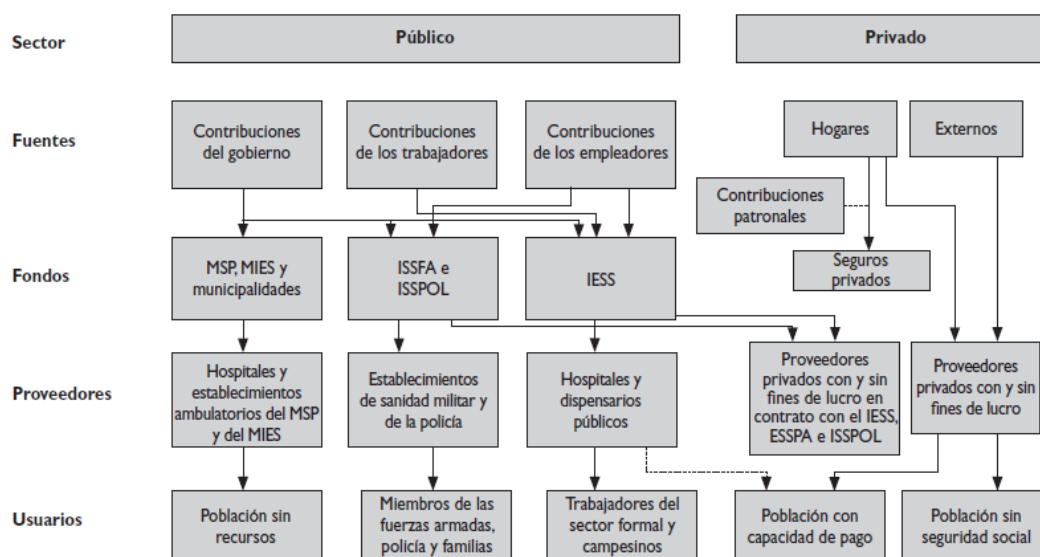 Sector
Público
Privado
Fuentes
Contribuciones
del gobierno
Contribuciones
de los trabajadores
Contribuciones
de los empleadores
Hogares
Externos
Contribuciones
patronales
Fondos
MSP, MIES y
municipalidades
ISSFA e
ISSPOL
IESS
Seguros
privados
Proveedores
Hospitales y
establecimientos
ambulatorios del MSP
y del MIES
Establecimientos
de sanidad militar y de
la policía
Hospitales y
dispensarios
públicos
Proveedores
privados con y sin
fines de lucro en
contrato con el IESS,
ESSPA e ISSPOL
Proveedores
privados con y sin
fines de lucro
Usuarios
Población sin
recursos
Miembros de las
fuerzas armadas,
policía y familias
Trabajadores del
sector formal y
campesinos
Población con
capacidad de pago
Población sin
seguridad social